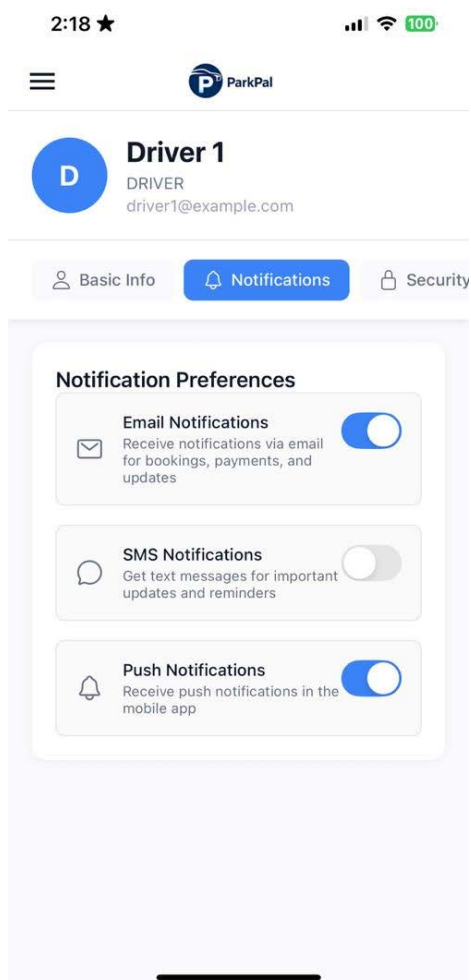 2:18
100
P ParkPal
D
Driver 1
DRIVER
driver1@example.com
Basic Info
Notifications
Security
Notification Preferences
Email Notifications
Receive notifications via email
for bookings, payments, and
updates
SMS Notifications
Get text messages for important
updates and reminders
Push Notifications
Receive push notifications in the
mobile app